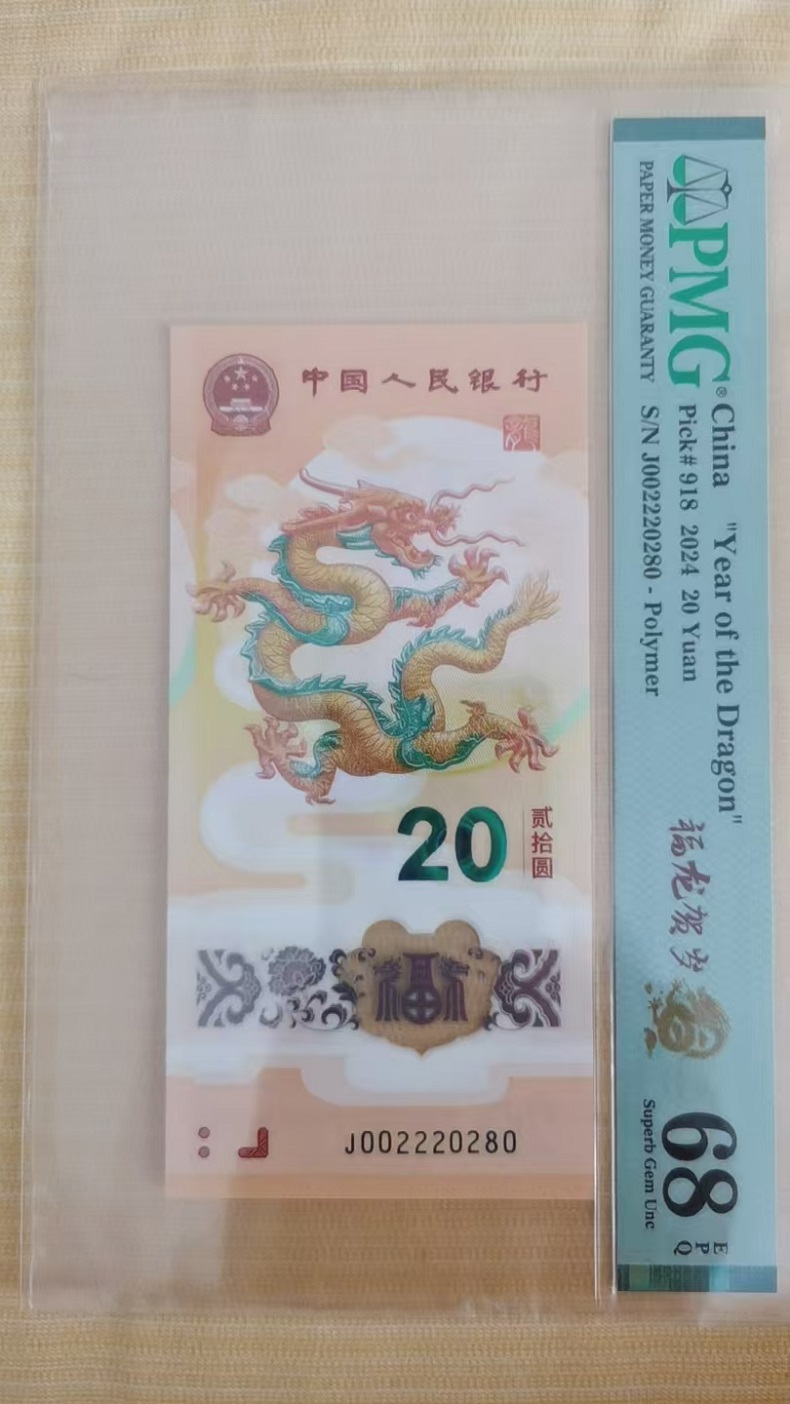 中国人民银行
20
贰拾圆
J002220280
PMG®
PAPER MONEY GUARANTY
China "Year of the Dragon"
Pick# 918 2024 20 Yuan
S/N J002220280 - Polymer
福龙贺岁
68
EPQ
Superb Gem Unc